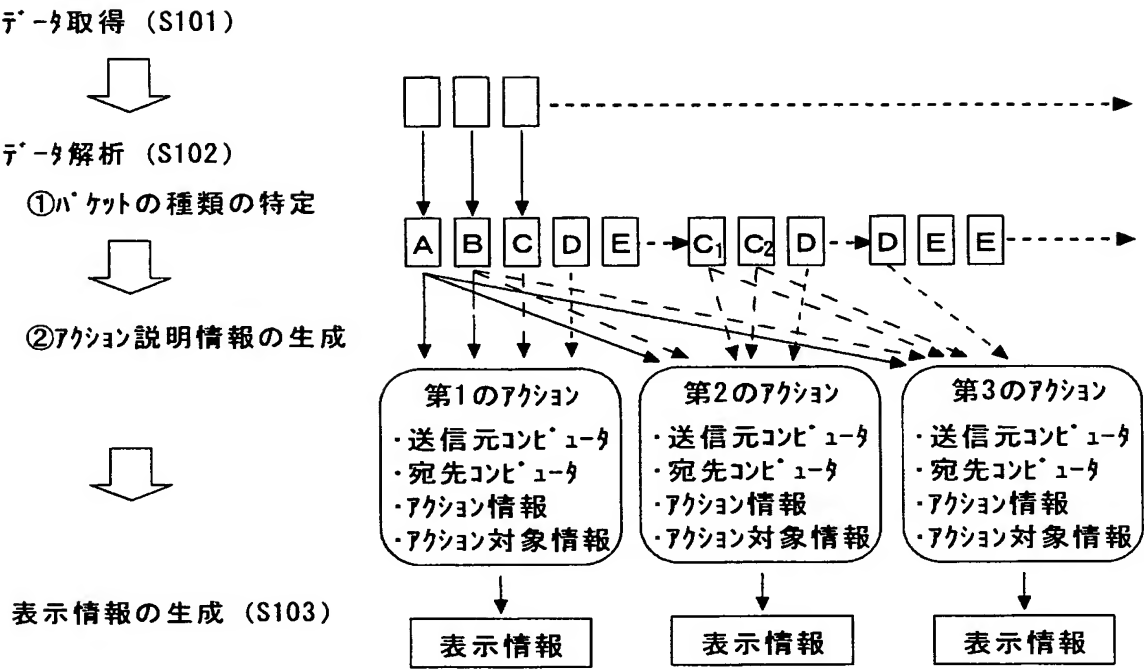 ﾃﾞｰﾀ取得 (S101)
ﾃﾞｰﾀ解析 (S102)
①ﾊﾟｹｯﾄの種類の特定
A B C D E C1 C2 D D E E
②ｱｸｼｮﾝ説明情報の生成
第1のｱｸｼｮﾝ
・送信元ｺﾝﾋﾟｭｰﾀ
・宛先ｺﾝﾋﾟｭｰﾀ
・ｱｸｼｮﾝ情報
・ｱｸｼｮﾝ対象情報
第2のｱｸｼｮﾝ
・送信元ｺﾝﾋﾟｭｰﾀ
・宛先ｺﾝﾋﾟｭｰﾀ
・ｱｸｼｮﾝ情報
・ｱｸｼｮﾝ対象情報
第3のｱｸｼｮﾝ
・送信元ｺﾝﾋﾟｭｰﾀ
・宛先ｺﾝﾋﾟｭｰﾀ
・ｱｸｼｮﾝ情報
・ｱｸｼｮﾝ対象情報
表示情報の生成 (S103)
表示情報
表示情報
表示情報